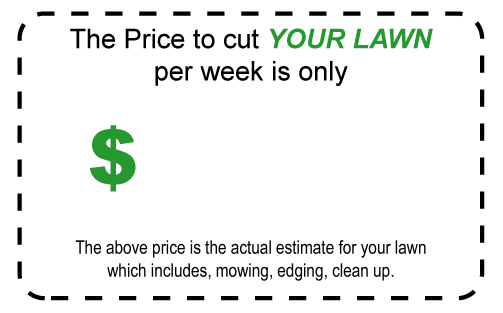 The Price to cut YOUR LAWN
per week is only
$
The above price is the actual estimate for your lawn
which includes, mowing, edging, clean up.